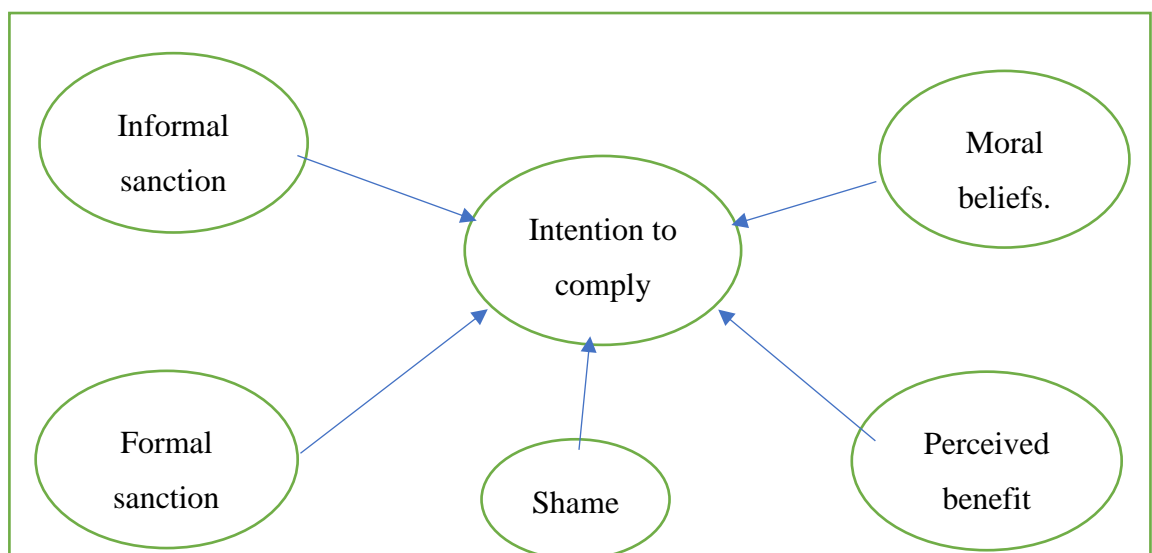 Informal
sanction
Moral
beliefs.
Intention to
comply
Formal
sanction
Shame
Perceived
benefit